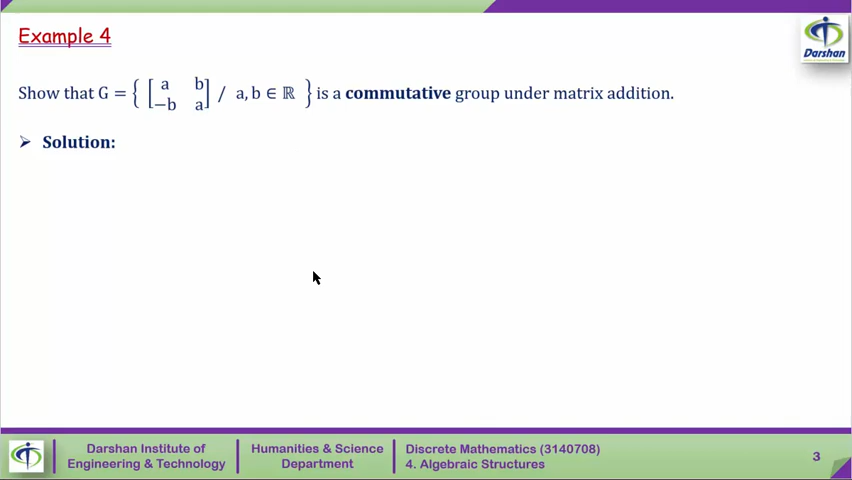 Example 4
Darshan
Show that G = { [ a b
−b a ] / a, b ∈ ℝ } is a commutative group under matrix addition.
➢ Solution:
Darshan Institute of
Engineering & Technology
Humanities & Science
Department
Discrete Mathematics (3140708)
4. Algebraic Structures
3